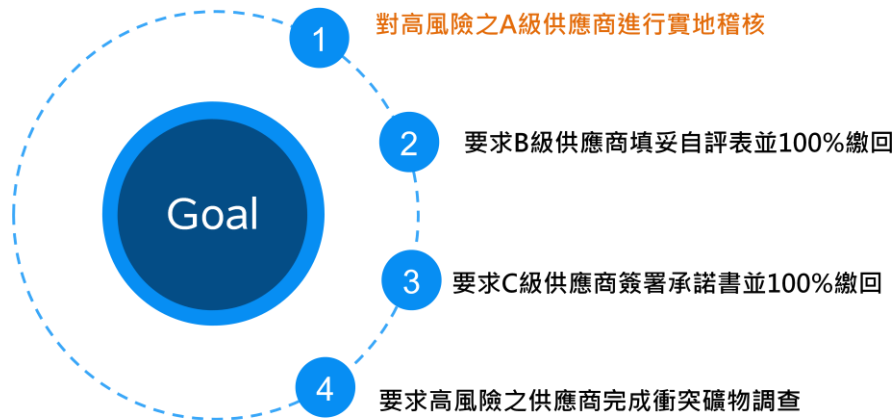 1
對高風險之A級供應商進行實地稽核
2
要求B級供應商填妥自評表並100%繳回
Goal
3
要求C級供應商簽署承諾書並100%繳回
4
要求高風險之供應商完成衝突礦物調查